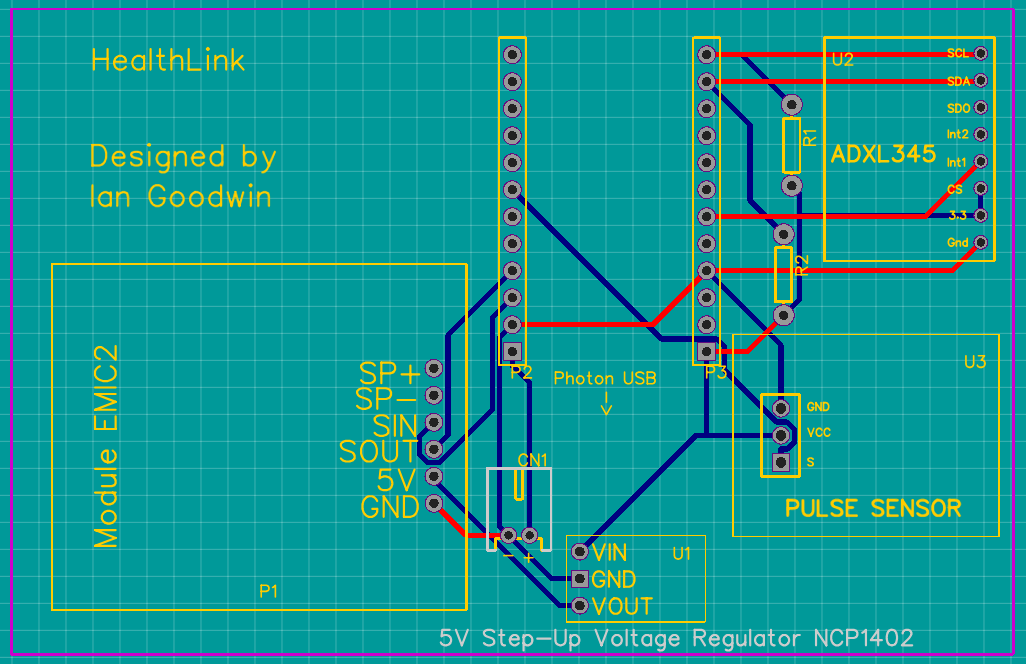 HealthLink
Designed by
Ian Goodwin
Module EMIC2
SP+
SP-
SIN
SOUT
5V
GND
P1
P2
Photon USB
P3
CN1
- +
VIN
GND
VOUT
U1
5V Step-Up Voltage Regulator NCP1402
R1
R2
U2
ADXL345
SCL
SDA
SDO
Int2
Int1
CS
3.3
Gnd
U3
GND
VCC
S
PULSE SENSOR